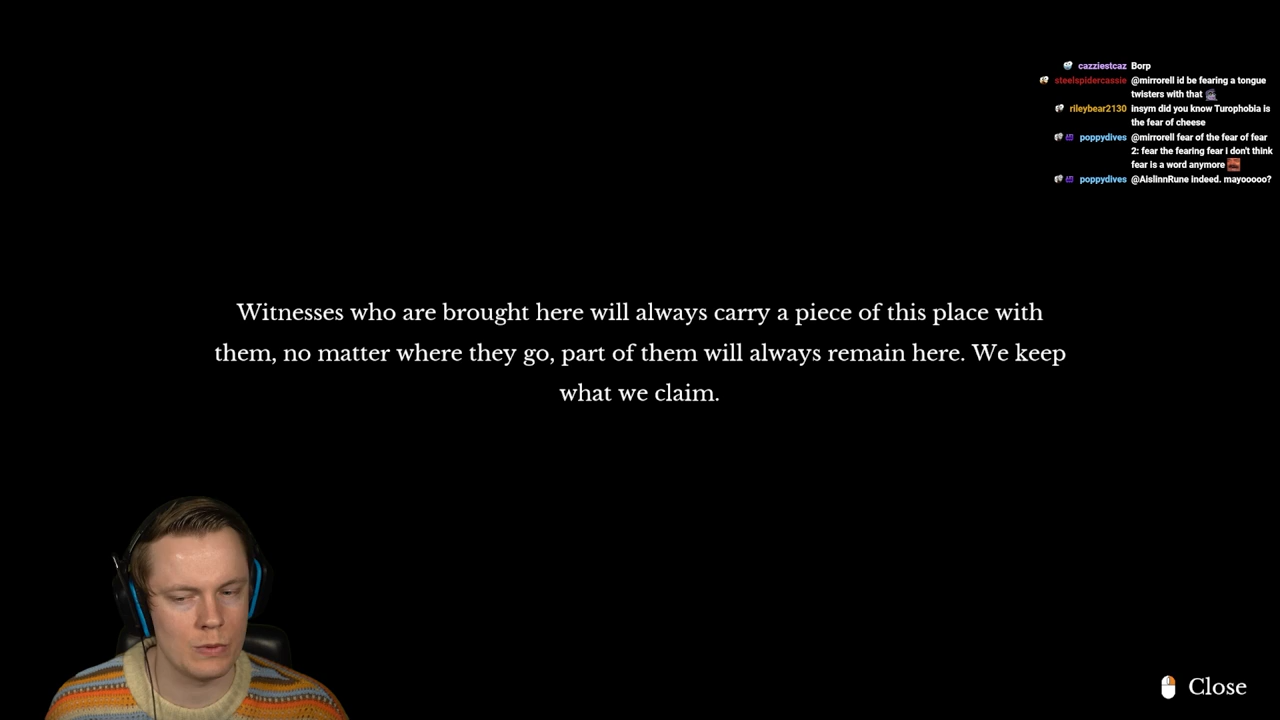 cazziestcaz Borp
steelspidercassie @mirrorell id be fearing a tongue
twisters with that
rileybear2130 insym did you know Turophobia is
the fear of cheese
poppydives @mirrorell fear of the fear of fear
2: fear the fearing fear i don't think
fear is a word anymore
poppydives @AislinnRune indeed. mayooooo?
Witnesses who are brought here will always carry a piece of this place with
them, no matter where they go, part of them will always remain here. We keep
what we claim.
Close